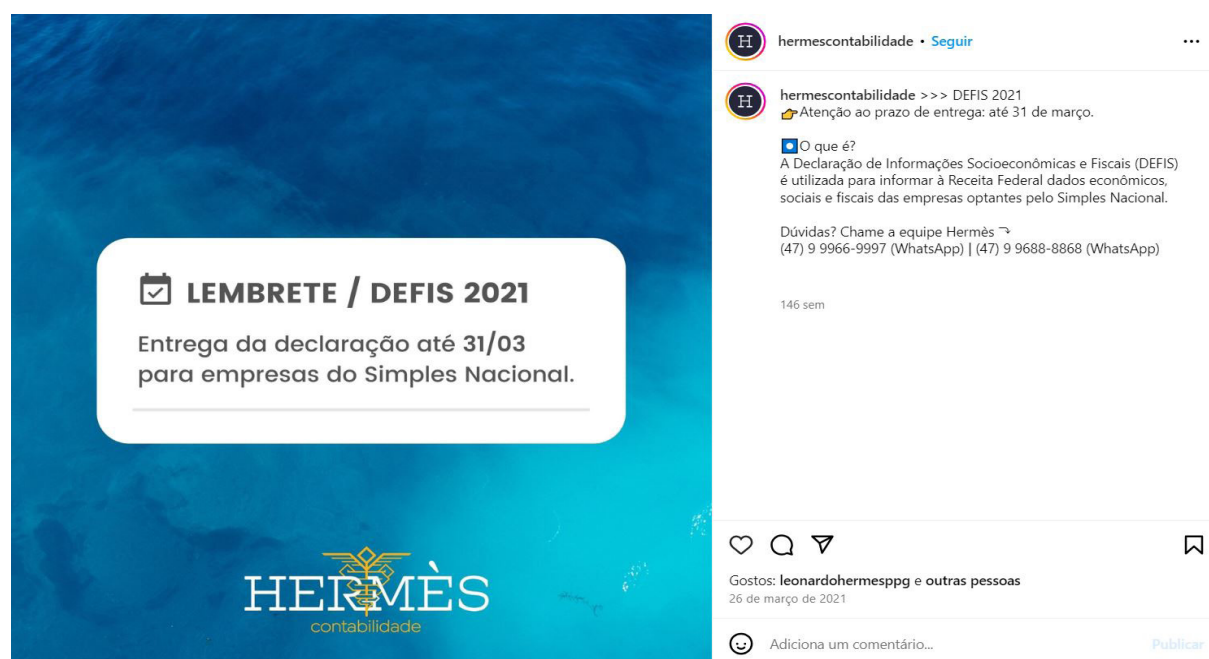 LEMBRETE / DEFIS 2021
Entrega da declaração até 31/03
para empresas do Simples Nacional.
HERMÈS
contabilidade
H
hermescontabilidade • Seguir
H
hermescontabilidade >>> DEFIS 2021
👉Atenção ao prazo de entrega: até 31 de março.
O que é?
A Declaração de Informações Socioeconômicas e Fiscais (DEFIS)
é utilizada para informar à Receita Federal dados econômicos,
sociais e fiscais das empresas optantes pelo Simples Nacional.
Dúvidas? Chame a equipe Hermès ⤵
(47) 9 9966-9997 (WhatsApp) | (47) 9 9688-8868 (WhatsApp)
146 sem
Gostos: leonardohermesppg e outras pessoas
26 de março de 2021
Adiciona um comentário...
Publicar